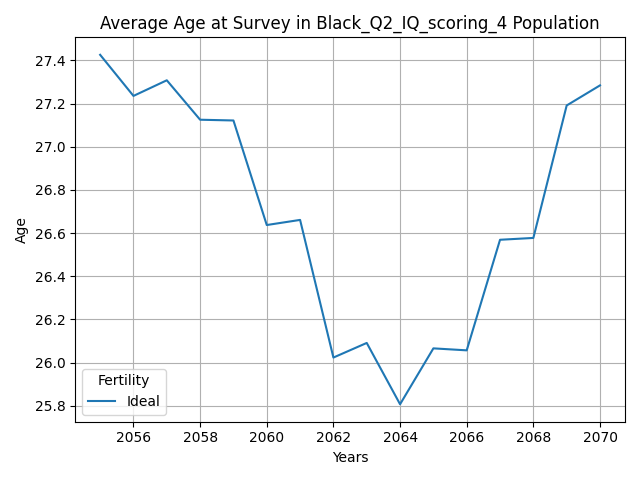 Average Age at Survey in Black_Q2_IQ_scoring_4 Population
Age
27.4
27.2
27.0
26.8
26.6
26.4
26.2
26.0
25.8
Fertility
Ideal
2056 2058 2060 2062 2064 2066 2068 2070
Years